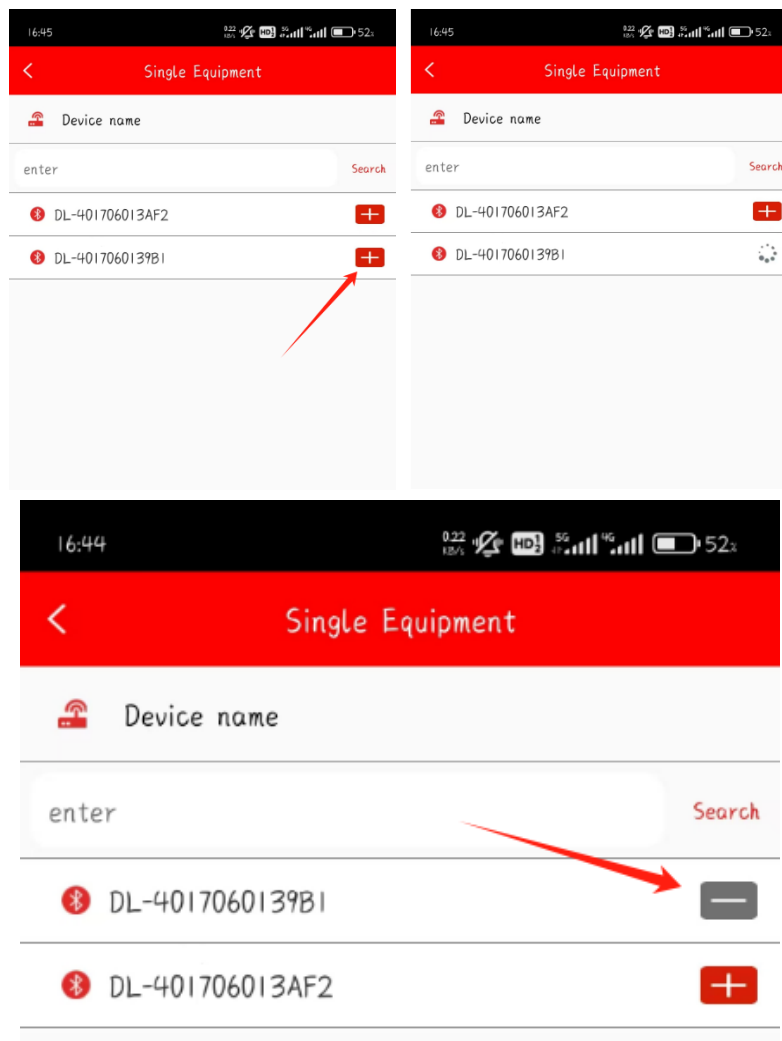 16:45 0.22 KB/s HD 5G 4G 52%
Single Equipment
Device name
enter Search
DL-401706013AF2
DL-4017060139B1
16:45 0.22 KB/s HD 5G 4G 52%
Single Equipment
Device name
enter Search
DL-401706013AF2
DL-4017060139B1
16:44 0.22 KB/s HD 5G 4G 52%
Single Equipment
Device name
enter Search
DL-4017060139B1
DL-401706013AF2